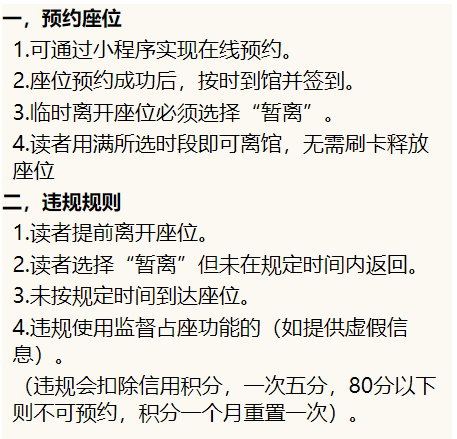 一，预约座位
1.可通过小程序实现在线预约。
2.座位预约成功后，按时到馆并签到。
3.临时离开座位必须选择“暂离”。
4.读者用满所选时段即可离馆，无需刷卡释放
座位
二，违规规则
1.读者提前离开座位。
2.读者选择“暂离”但未在规定时间内返回。
3.未按规定时间到达座位。
4.违规使用监督占座功能的（如提供虚假信
息）。
（违规会扣除信用积分，一次五分，80分以下
则不可预约，积分一个月重置一次）。